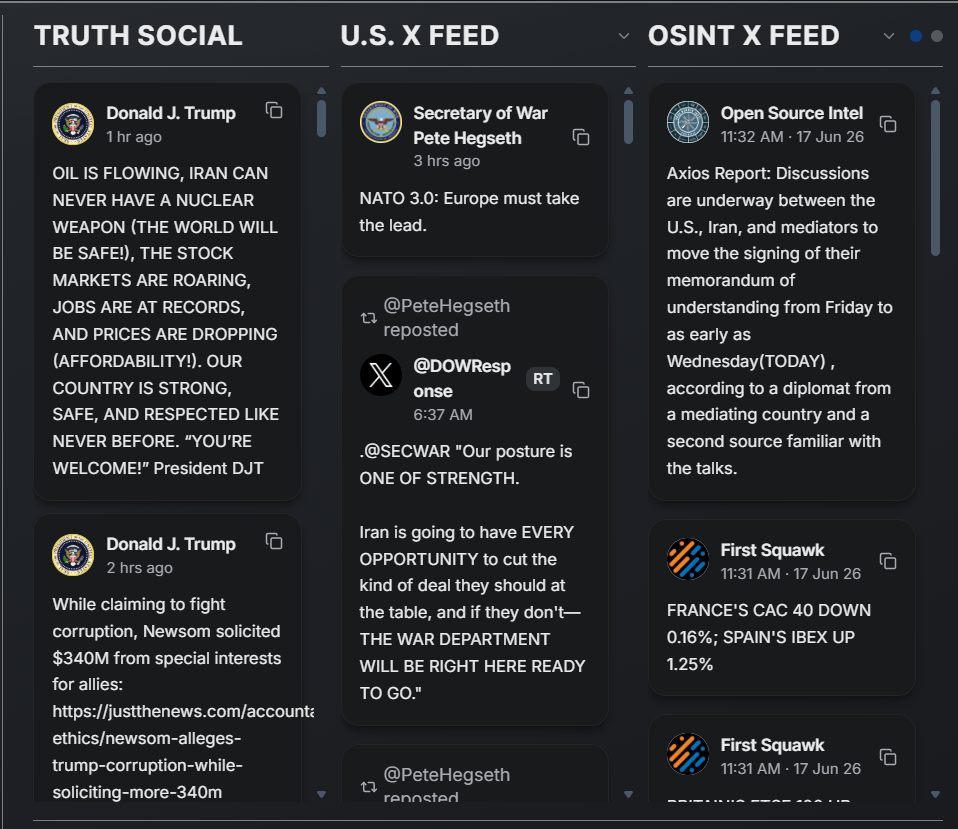 TRUTH SOCIAL
Donald J. Trump
1 hr ago
OIL IS FLOWING, IRAN CAN
NEVER HAVE A NUCLEAR
WEAPON (THE WORLD WILL
BE SAFE!), THE STOCK
MARKETS ARE ROARING,
JOBS ARE AT RECORDS,
AND PRICES ARE DROPPING
(AFFORDABILITY!). OUR
COUNTRY IS STRONG,
SAFE, AND RESPECTED LIKE
NEVER BEFORE. “YOU’RE
WELCOME!” President DJT
Donald J. Trump
2 hrs ago
While claiming to fight
corruption, Newsom solicited
$340M from special interests
for allies:
https://justthenews.com/accounta
ethics/newsom-alleges-
trump-corruption-while-
soliciting-more-340m
U.S. X FEED
Secretary of War
Pete Hegseth
3 hrs ago
NATO 3.0: Europe must take
the lead.
@PeteHegseth
reposted
@DOWResp
onse
RT
6:37 AM
.@SECWAR "Our posture is
ONE OF STRENGTH.
Iran is going to have EVERY
OPPORTUNITY to cut the
kind of deal they should at
the table, and if they don't—
THE WAR DEPARTMENT
WILL BE RIGHT HERE READY
TO GO."
@PeteHegseth
reposted
OSINT X FEED
Open Source Intel
11:32 AM · 17 Jun 26
Axios Report: Discussions
are underway between the
U.S., Iran, and mediators to
move the signing of their
memorandum of
understanding from Friday to
as early as
Wednesday(TODAY) ,
according to a diplomat from
a mediating country and a
second source familiar with
the talks.
First Squawk
11:31 AM · 17 Jun 26
FRANCE'S CAC 40 DOWN
0.16%; SPAIN'S IBEX UP
1.25%
First Squawk
11:31 AM · 17 Jun 26